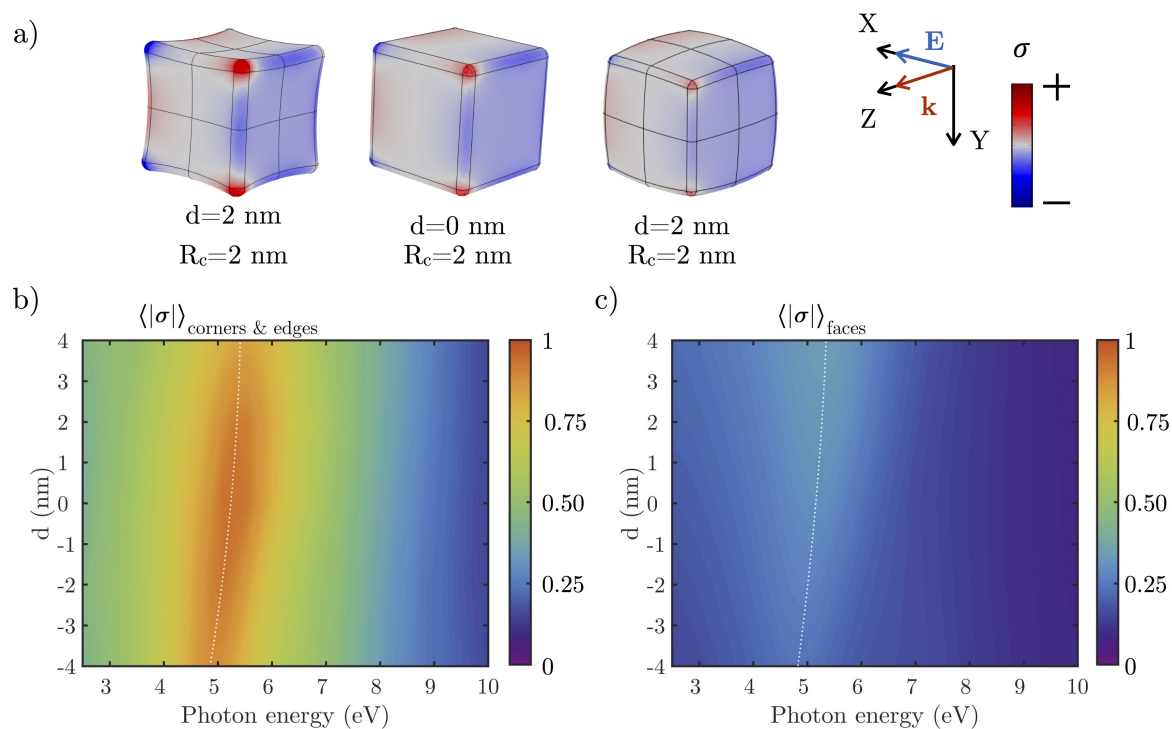 a)
X
E
Z
k
Y
σ
+
−
d=2 nm
R_c=2 nm
d=0 nm
R_c=2 nm
d=2 nm
R_c=2 nm
b)
⟨|σ|⟩corners & edges
4
3
2
1
0
-1
-2
-3
-4
d (nm)
3 4 5 6 7 8 9 10
Photon energy (eV)
1
0.75
0.50
0.25
0
c)
⟨|σ|⟩faces
4
3
2
1
0
-1
-2
-3
-4
d (nm)
3 4 5 6 7 8 9 10
Photon energy (eV)
1
0.75
0.50
0.25
0